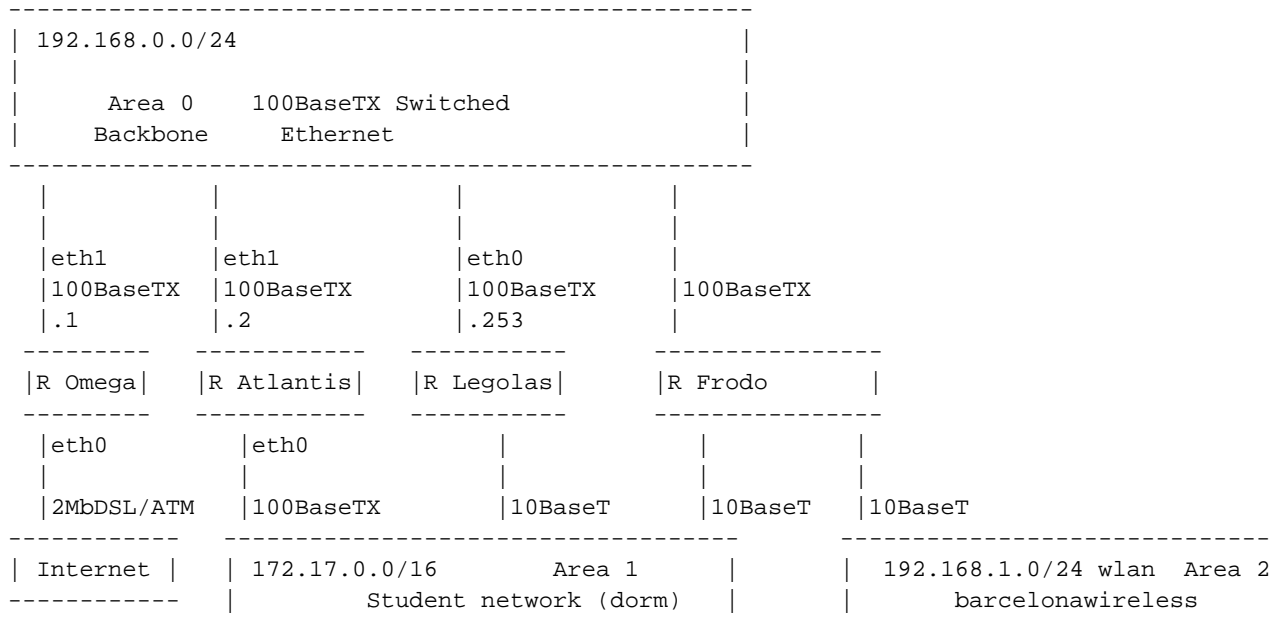 192.168.0.0/24
Area 0 100BaseTX Switched
Backbone Ethernet
eth1 eth1 eth0
100BaseTX 100BaseTX 100BaseTX 100BaseTX
.1 .2 .253
R Omega R Atlantis R Legolas R Frodo
eth0 eth0
2MbDSL/ATM 100BaseTX 10BaseT 10BaseT 10BaseT
Internet 172.17.0.0/16 Area 1 192.168.1.0/24 wlan Area 2
Student network (dorm) barcelonawireless